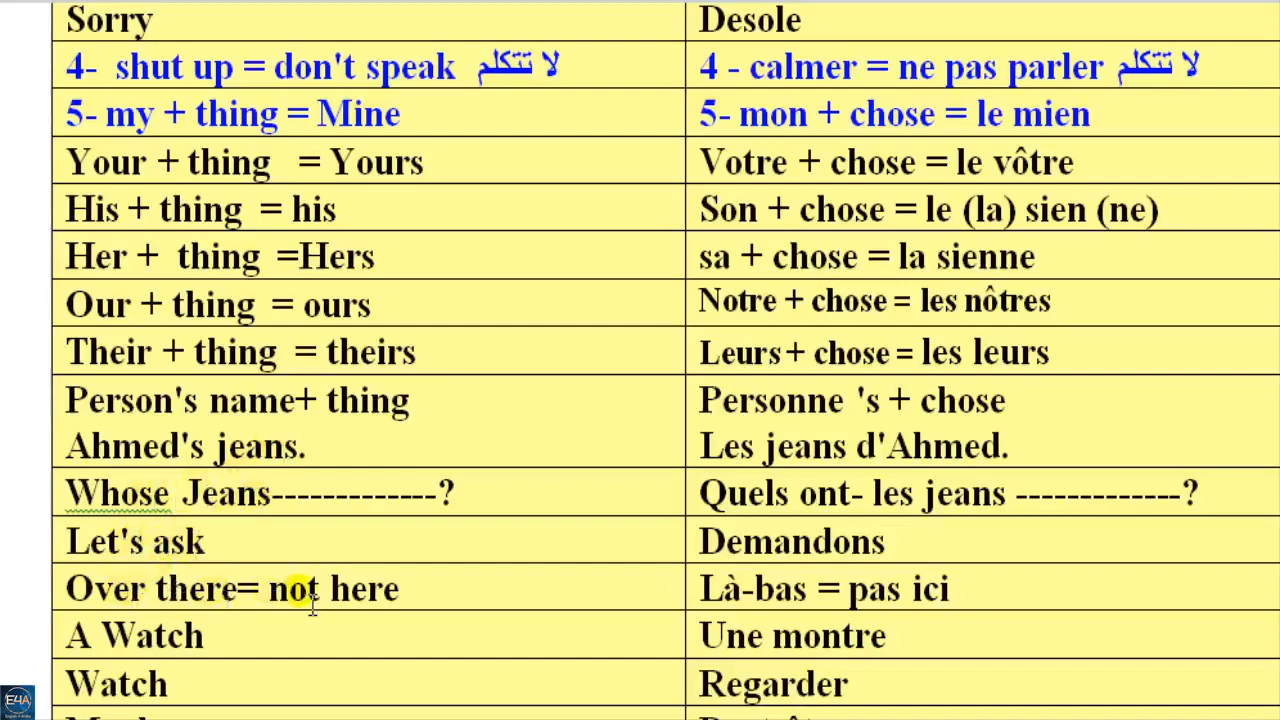 Sorry
Desole
4- shut up = don't speak لا تتكلم
4 - calmer = ne pas parler لا تتكلم
5- my + thing = Mine
5- mon + chose = le mien
Your + thing = Yours
Votre + chose = le vôtre
His + thing = his
Son + chose = le (la) sien (ne)
Her + thing =Hers
sa + chose = la sienne
Our + thing = ours
Notre + chose = les nôtres
Their + thing = theirs
Leurs + chose = les leurs
Person's name+ thing
Personne 's + chose
Ahmed's jeans.
Les jeans d'Ahmed.
Whose Jeans-------------?
Quels ont- les jeans -------------?
Let's ask
Demandons
Over there= not here
Là-bas = pas ici
A Watch
Une montre
Watch
Regarder
E4A